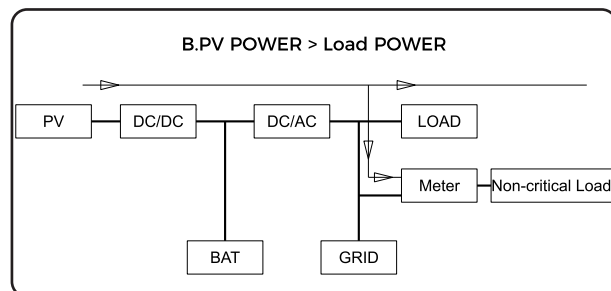 B.PV POWER > Load POWER
PV
DC/DC
DC/AC
LOAD
Meter
Non-critical Load
BAT
GRID